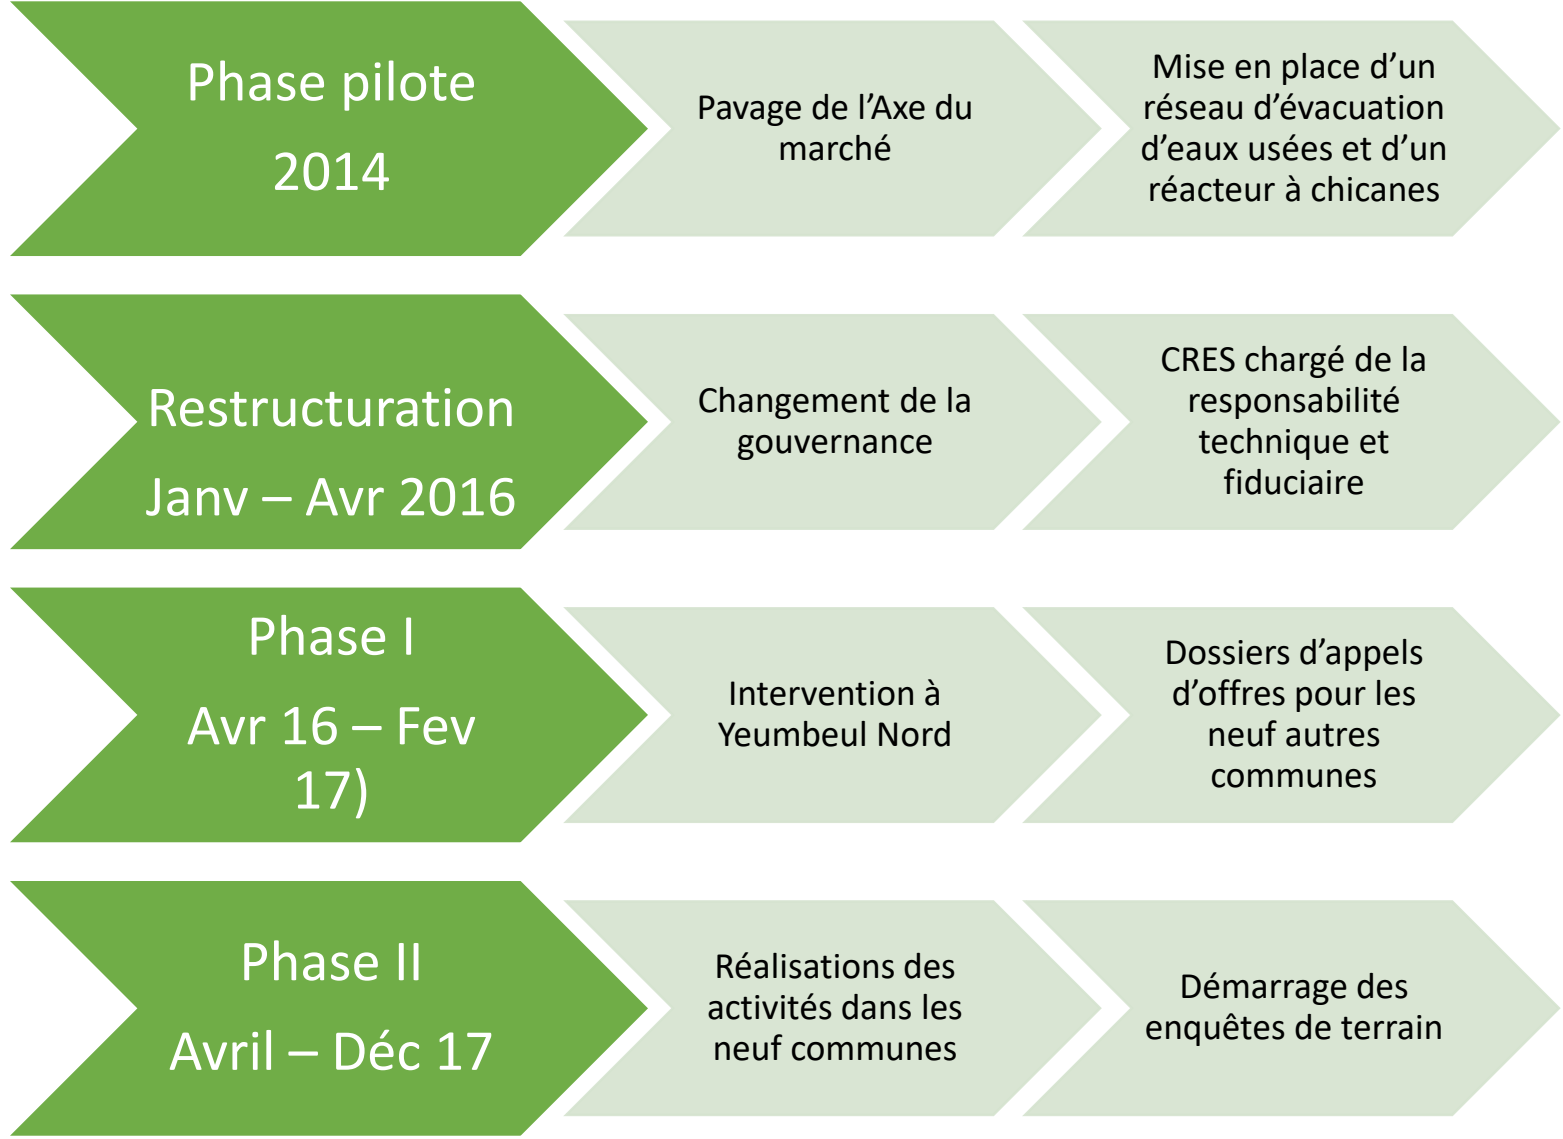 Phase pilote
2014
Pavage de l’Axe du
marché
Mise en place d’un
réseau d’évacuation
d’eaux usées et d’un
réacteur à chicanes
Restructuration
Janv – Avr 2016
Changement de la
gouvernance
CRES chargé de la
responsabilité
technique et
fiduciaire
Phase I
Avr 16 – Fev
17)
Intervention à
Yeumbeul Nord
Dossiers d’appels
d’offres pour les
neuf autres
communes
Phase II
Avril – Déc 17
Réalisations des
activités dans les
neuf communes
Démarrage des
enquêtes de terrain